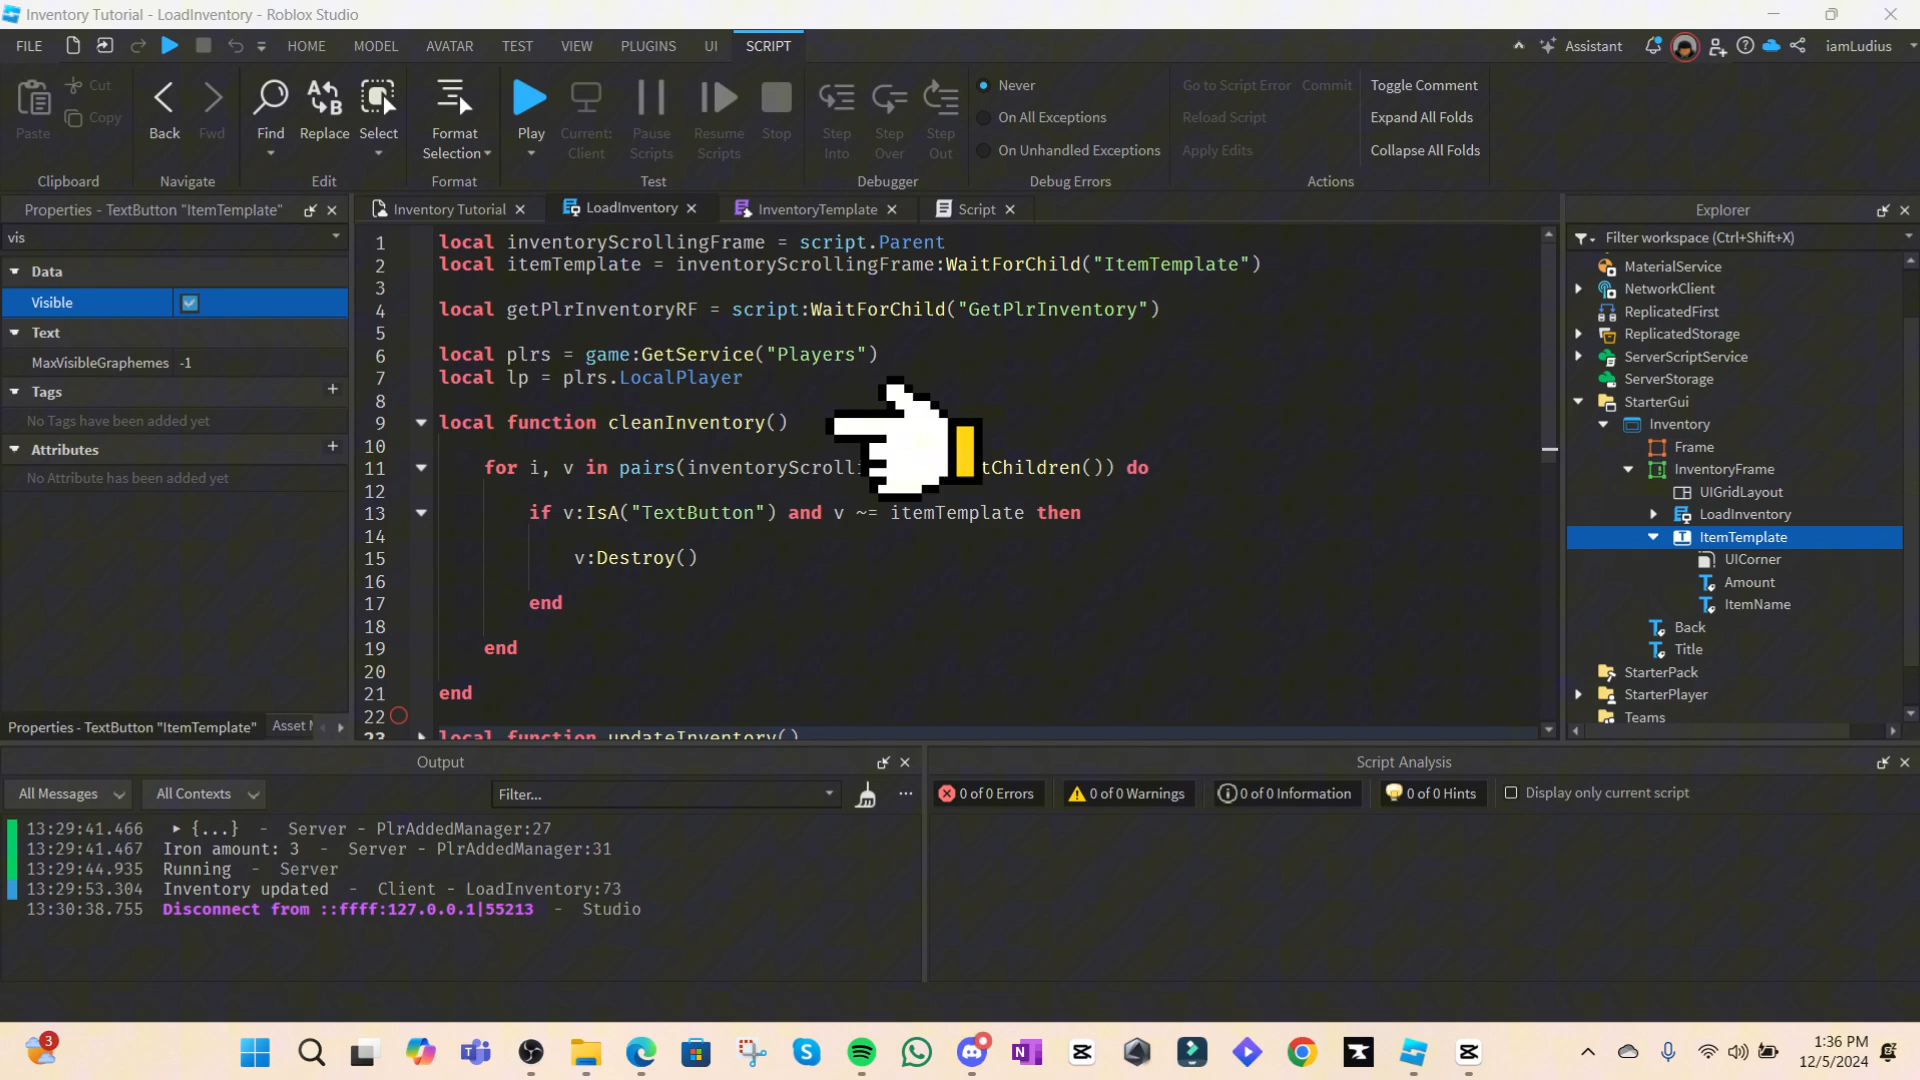 Inventory Tutorial - LoadInventory - Roblox Studio
FILE HOME MODEL AVATAR TEST VIEW PLUGINS UI SCRIPT Assistant iamLudius
Paste Cut Copy Back Fwd Find Replace Select Format Selection Play Current: Client Pause Scripts Resume Scripts Stop Step Into Step Over Step Out
Never
On All Exceptions
On Unhandled Exceptions
Go to Script Error Commit
Reload Script
Apply Edits
Toggle Comment
Expand All Folds
Collapse All Folds
Clipboard Navigate Edit Format Test Debugger Debug Errors Actions
Properties - TextButton "ItemTemplate"
vis
Data
Visible
Text
MaxVisibleGraphemes -1
Tags +
No Tags have been added yet
Attributes +
No Attribute has been added yet
Properties - TextButton "ItemTemplate" Asset
Inventory Tutorial LoadInventory InventoryTemplate Script
1 local inventoryScrollingFrame = script.Parent
2 local itemTemplate = inventoryScrollingFrame:WaitForChild("ItemTemplate")
3
4 local getPlrInventoryRF = script:WaitForChild("GetPlrInventory")
5
6 local plrs = game:GetService("Players")
7 local lp = plrs.LocalPlayer
8
9 local function cleanInventory()
10
11 for i, v in pairs(inventoryScrolli tChildren()) do
12
13 if v:IsA("TextButton") and v ~= itemTemplate then
14
15 v:Destroy()
16
17 end
18
19 end
20
21 end
22
23 local function updateInventory()
Explorer
Filter workspace (Ctrl+Shift+X)
MaterialService
NetworkClient
ReplicatedFirst
ReplicatedStorage
ServerScriptService
ServerStorage
StarterGui
Inventory
Frame
InventoryFrame
UIGridLayout
LoadInventory
ItemTemplate
UICorner
Amount
ItemName
Back
Title
StarterPack
StarterPlayer
Teams
Output
All Messages All Contexts Filter...
13:29:41.466 {...} - Server - PlrAddedManager:27
13:29:41.467 Iron amount: 3 - Server - PlrAddedManager:31
13:29:44.935 Running - Server
13:29:53.304 Inventory updated - Client - LoadInventory:73
13:30:38.755 Disconnect from ::ffff:127.0.0.1|55213 - Studio
Script Analysis
0 of 0 Errors 0 of 0 Warnings 0 of 0 Information 0 of 0 Hints Display only current script
3
1:36 PM
12/5/2024